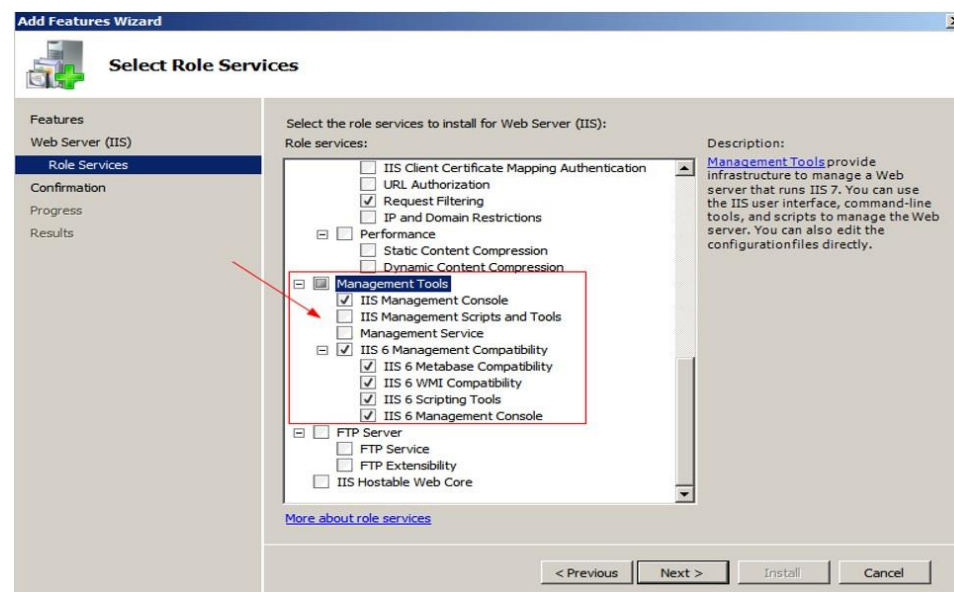 Add Features Wizard
Select Role Services
Features
Web Server (IIS)
Role Services
Confirmation
Progress
Results
Select the role services to install for Web Server (IIS):
Role services:
IIS Client Certificate Mapping Authentication
URL Authorization
Request Filtering
IP and Domain Restrictions
Performance
Static Content Compression
Dynamic Content Compression
Management Tools
IIS Management Console
IIS Management Scripts and Tools
Management Service
IIS 6 Management Compatibility
IIS 6 Metabase Compatibility
IIS 6 WMI Compatibility
IIS 6 Scripting Tools
IIS 6 Management Console
FTP Server
FTP Service
FTP Extensibility
IIS Hostable Web Core
More about role services
Description:
Management Tools provide
infrastructure to manage a Web
server that runs IIS 7. You can use
the IIS user interface, command-line
tools, and scripts to manage the Web
server. You can also edit the
configuration files directly.
< Previous
Next >
Install
Cancel